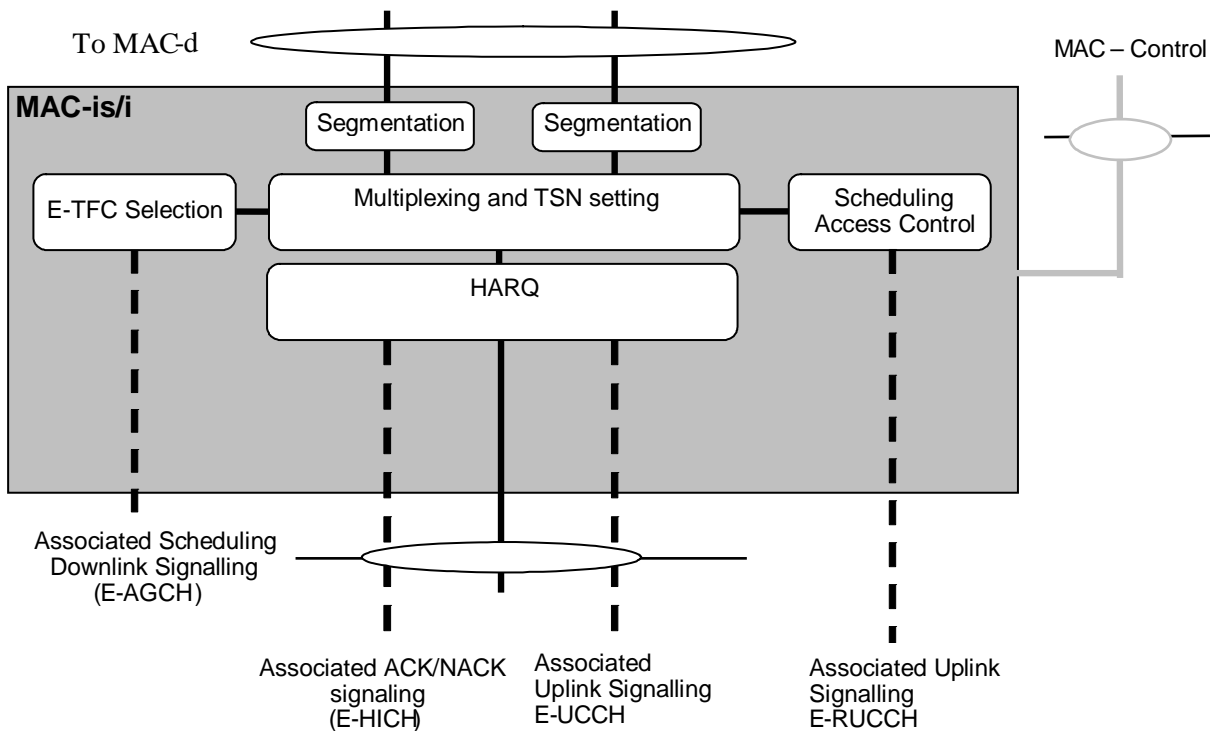 To MAC-d
MAC – Control
MAC-is/i
Segmentation
Segmentation
E-TFC Selection
Multiplexing and TSN setting
Scheduling
Access Control
HARQ
Associated Scheduling
Downlink Signalling
(E-AGCH)
Associated ACK/NACK
signaling
(E-HICH)
Associated
Uplink Signalling
E-UCCH
Associated Uplink
Signalling
E-RUCCH